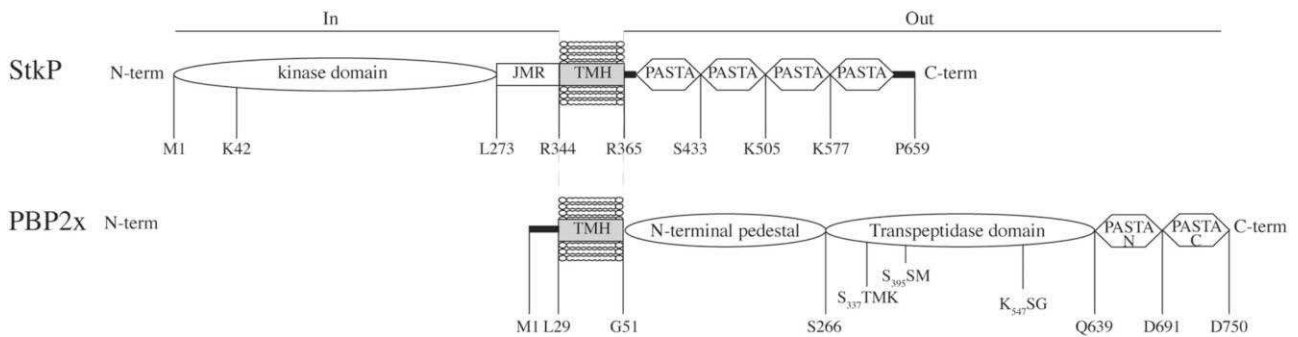 In Out
StkP N-term kinase domain JMR TMH PASTA PASTA PASTA PASTA C-term
M1 K42 L273 R344 R365 S433 K505 K577 P659
PBP2x N-term TMH N-terminal pedestal Transpeptidase domain PASTA N PASTA C C-term
S395SM
S337TMK K547SG
M1 L29 G51 S266 Q639 D691 D750